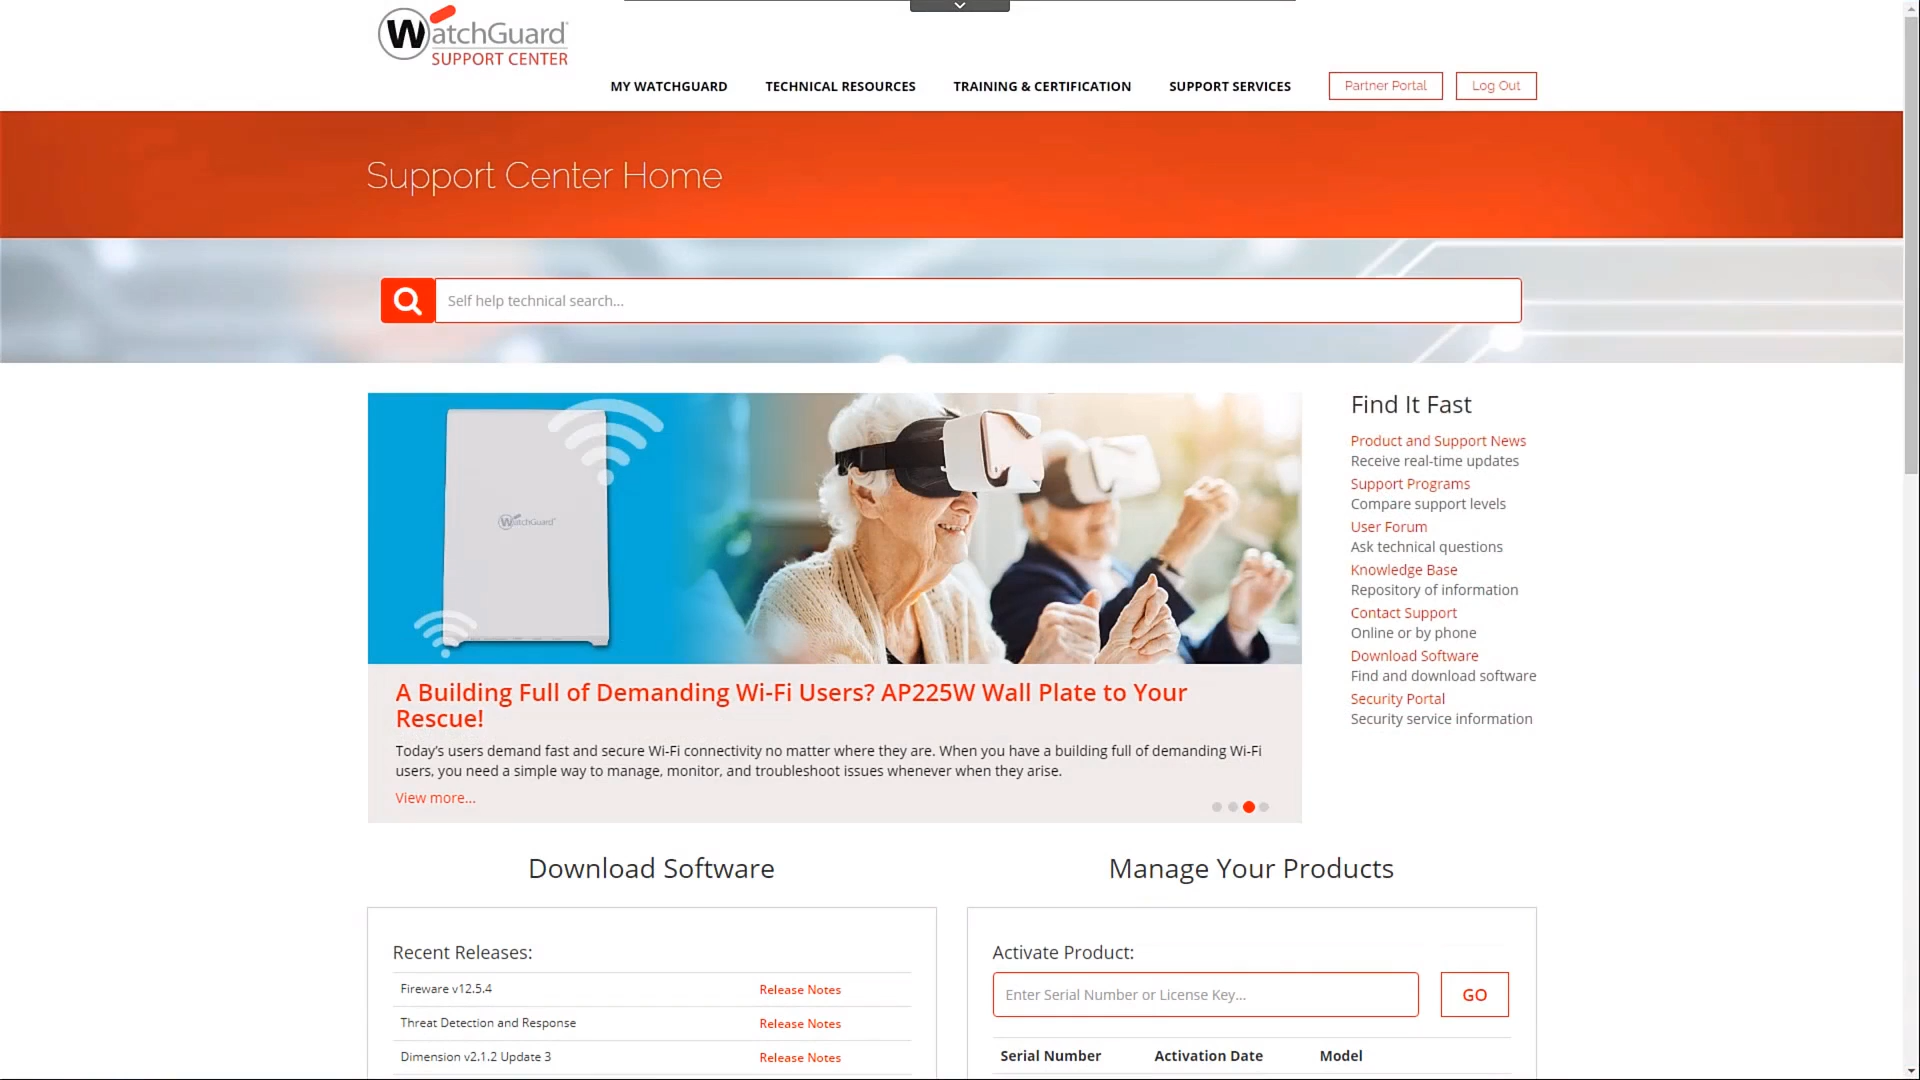 WatchGuard
SUPPORT CENTER
MY WATCHGUARD
TECHNICAL RESOURCES
TRAINING & CERTIFICATION
SUPPORT SERVICES
Partner Portal
Log Out
Support Center Home
Self help technical search...
WatchGuard
A Building Full of Demanding Wi-Fi Users? AP225W Wall Plate to Your
Rescue!
Today’s users demand fast and secure Wi-Fi connectivity no matter where they are. When you have a building full of demanding Wi-Fi
users, you need a simple way to manage, monitor, and troubleshoot issues whenever when they arise.
View more...
Find It Fast
Product and Support News
Receive real-time updates
Support Programs
Compare support levels
User Forum
Ask technical questions
Knowledge Base
Repository of information
Contact Support
Online or by phone
Download Software
Find and download software
Security Portal
Security service information
Download Software
Recent Releases:
Fireware v12.5.4 Release Notes
Threat Detection and Response Release Notes
Dimension v2.1.2 Update 3 Release Notes
Manage Your Products
Activate Product:
Enter Serial Number or License Key...
GO
Serial Number Activation Date Model